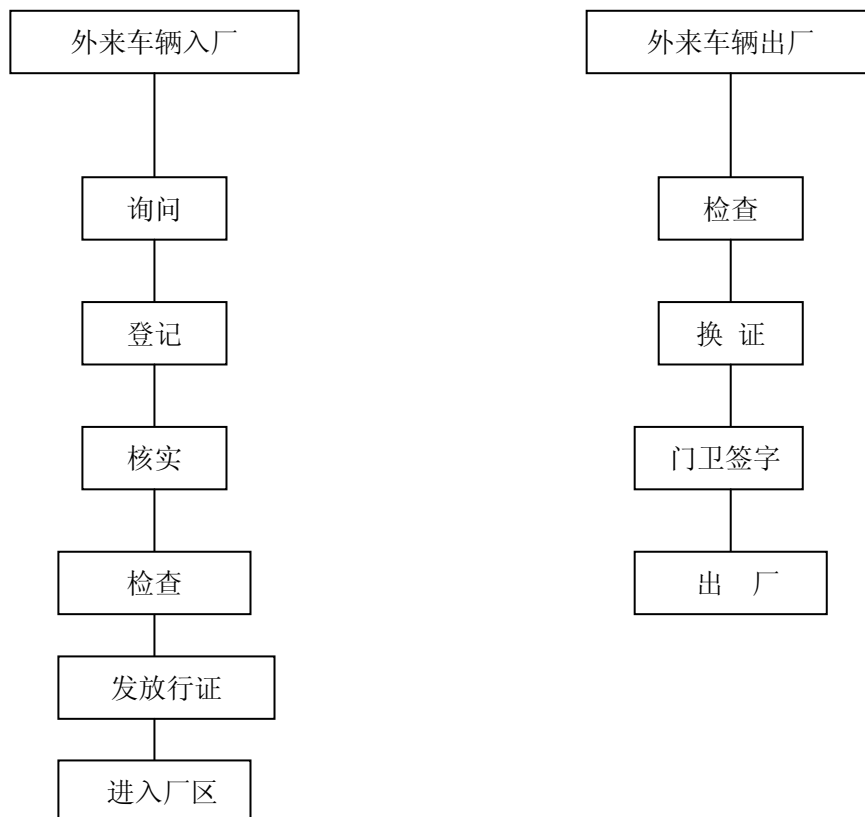 外来车辆入厂
询问
登记
核实
检查
发放行证
进入厂区
外来车辆出厂
检查
换 证
门卫签字
出 厂